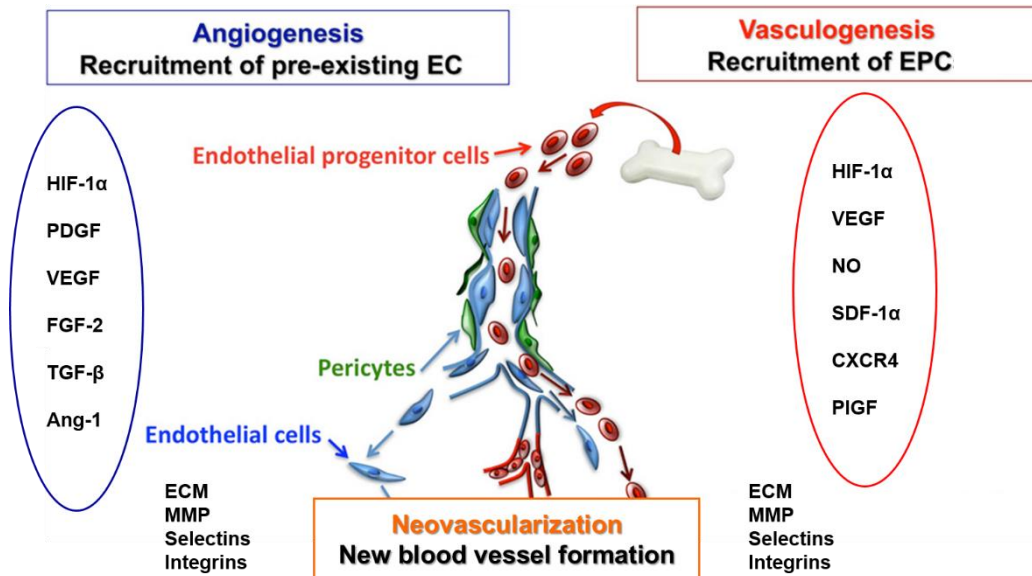 Angiogenesis
Recruitment of pre-existing EC
Vasculogenesis
Recruitment of EPC
Endothelial progenitor cells
HIF-1α
PDGF
VEGF
FGF-2
TGF-β
Ang-1
HIF-1α
VEGF
NO
SDF-1α
CXCR4
PIGF
Pericytes
Endothelial cells
ECM
MMP
Selectins
Integrins
Neovascularization
New blood vessel formation
ECM
MMP
Selectins
Integrins